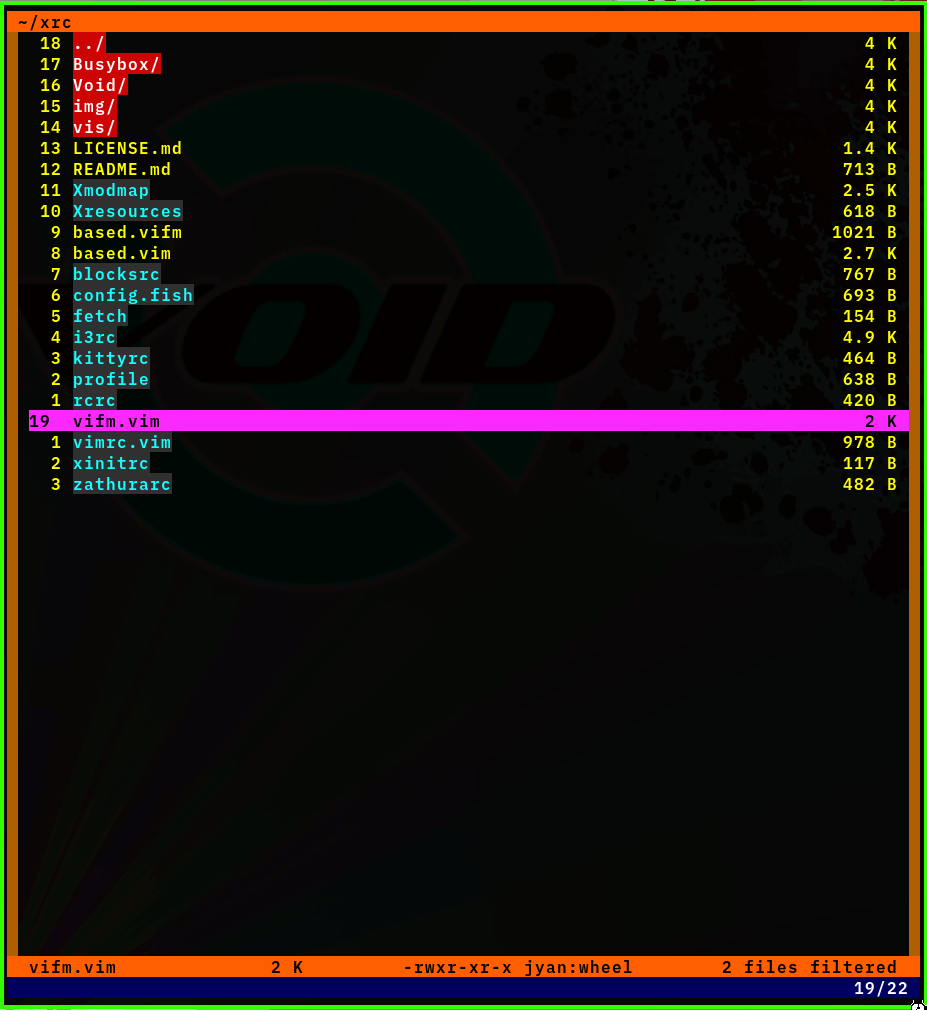 ~/xrc
18 ../ 4 K
17 Busybox/ 4 K
16 Void/ 4 K
15 img/ 4 K
14 vis/ 4 K
13 LICENSE.md 1.4 K
12 README.md 713 B
11 Xmodmap 2.5 K
10 Xresources 618 B
9 based.vifm 1021 B
8 based.vim 2.7 K
7 blocksrc 767 B
6 config.fish 693 B
5 fetch 154 B
4 i3rc 4.9 K
3 kittyrc 464 B
2 profile 638 B
1 rcrc 420 B
19 vifm.vim 2 K
1 vimrc.vim 978 B
2 xinitrc 117 B
3 zathurarc 482 B
VOID
vifm.vim 2 K -rwxr-xr-x jyan:wheel 2 files filtered
19/22